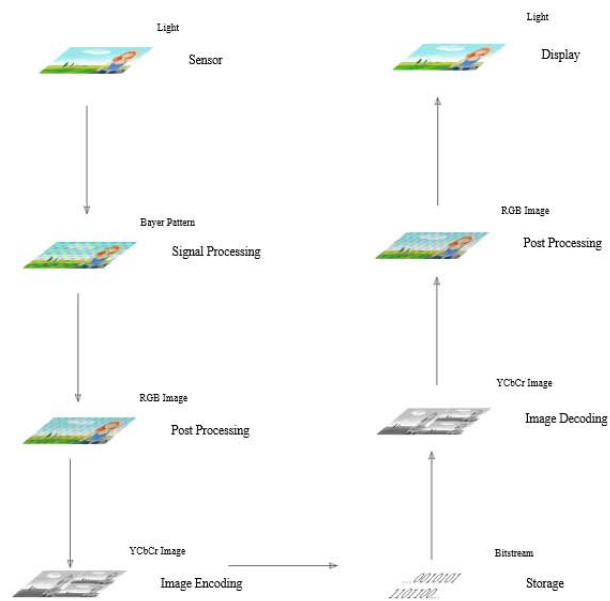 Light
Sensor
Bayer Pattern
Signal Processing
RGB Image
Post Processing
YCbCr Image
Image Encoding
Light
Display
RGB Image
Post Processing
YCbCr Image
Image Decoding
Bitstream
....0010101
1101100...
Storage